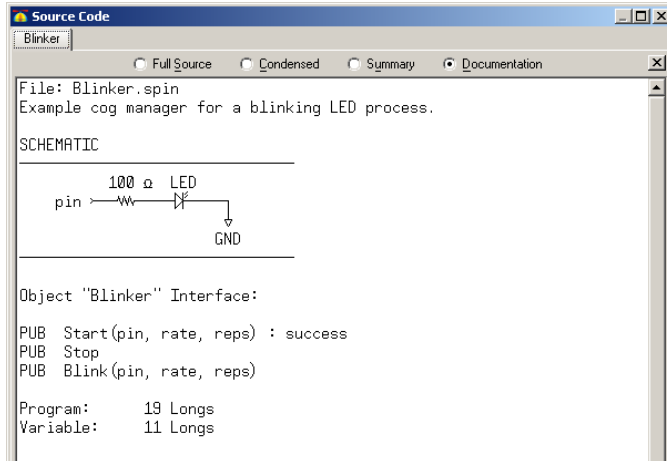 Source Code
Blinker
Full Source Condensed Summary Documentation
File: Blinker.spin
Example cog manager for a blinking LED process.
SCHEMATIC
100 Ω LED
pin
GND
Object "Blinker" Interface:
PUB Start(pin, rate, reps) : success
PUB Stop
PUB Blink(pin, rate, reps)
Program: 19 Longs
Variable: 11 Longs